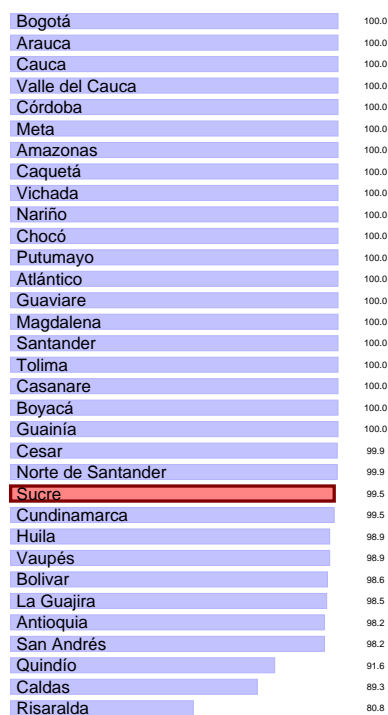 Bogotá 100.0
Arauca 100.0
Cauca 100.0
Valle del Cauca 100.0
Córdoba 100.0
Meta 100.0
Amazonas 100.0
Caquetá 100.0
Vichada 100.0
Nariño 100.0
Chocó 100.0
Putumayo 100.0
Atlántico 100.0
Guaviare 100.0
Magdalena 100.0
Santander 100.0
Tolima 100.0
Casanare 100.0
Boyacá 100.0
Guainía 100.0
Cesar 99.9
Norte de Santander 99.9
Sucre 99.5
Cundinamarca 99.5
Huila 98.9
Vaupés 98.9
Bolivar 98.6
La Guajira 98.5
Antioquia 98.2
San Andrés 98.2
Quindío 91.6
Caldas 89.3
Risaralda 80.8